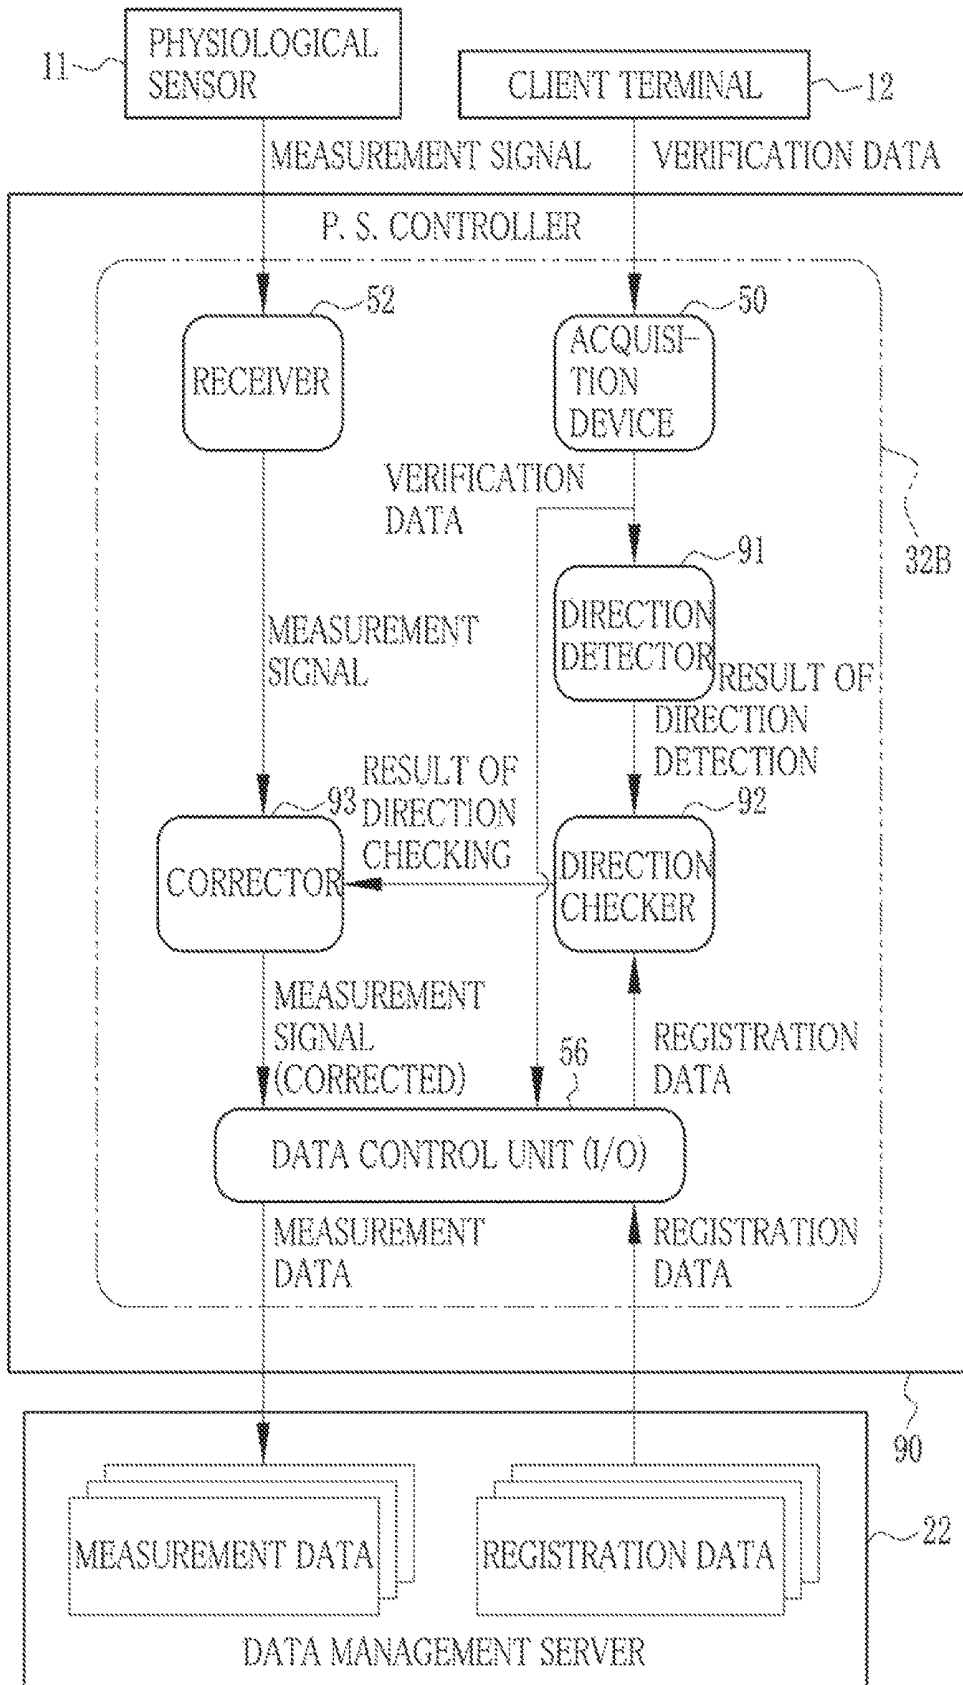 PHYSIOLOGICAL
SENSOR
11
CLIENT TERMINAL
12
MEASUREMENT SIGNAL
VERIFICATION DATA
P. S. CONTROLLER
52
50
RECEIVER
ACQUISI-
TION
DEVICE
VERIFICATION
DATA
32B
91
DIRECTION
DETECTOR
MEASUREMENT
SIGNAL
RESULT OF
DIRECTION
DETECTION
RESULT OF
DIRECTION
CHECKING
93
92
CORRECTOR
DIRECTION
CHECKER
MEASUREMENT
SIGNAL
(CORRECTED)
56
REGISTRATION
DATA
DATA CONTROL UNIT (I/O)
MEASUREMENT
DATA
REGISTRATION
DATA
90
22
MEASUREMENT DATA
REGISTRATION DATA
DATA MANAGEMENT SERVER